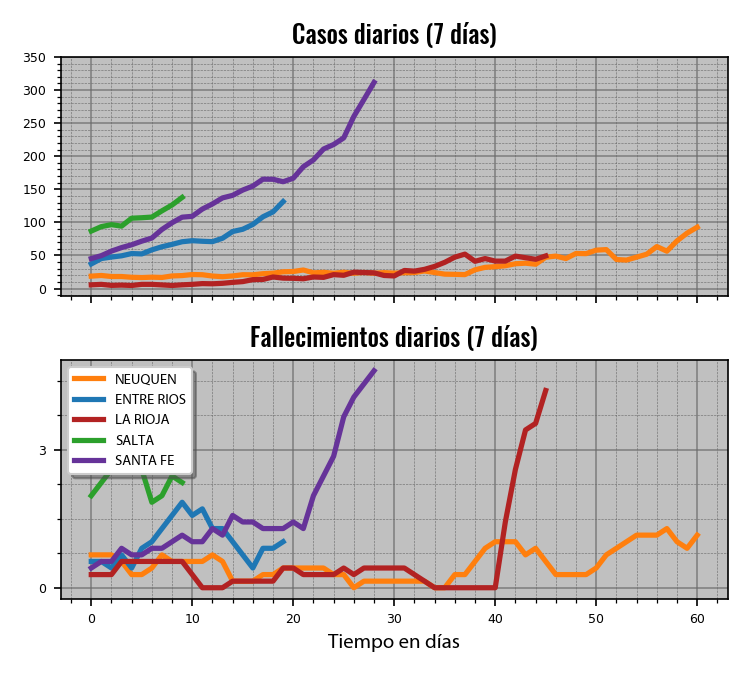 Casos diarios (7 días)
350
300
250
200
150
100
50
0
Fallecimientos diarios (7 días)
NEUQUEN
ENTRE RIOS
LA RIOJA
SALTA
SANTA FE
3
0
0 10 20 30 40 50 60
Tiempo en días